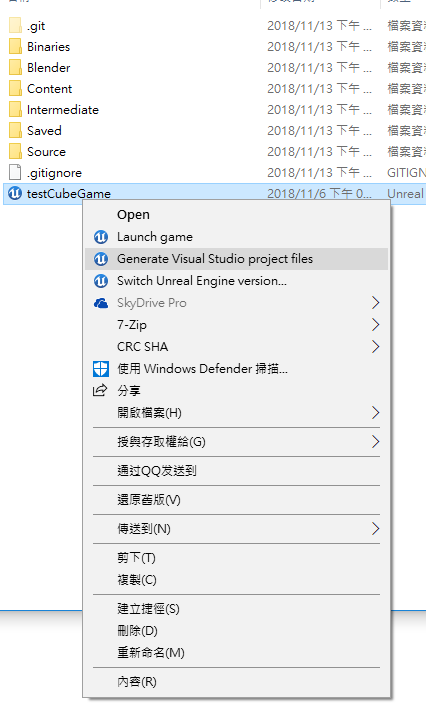 .git 2018/11/13 下午 ... 檔案資料
Binaries 2018/11/13 下午 ... 檔案資料
Blender 2018/11/13 下午 ... 檔案資料
Content 2018/11/13 下午 ... 檔案資料
Intermediate 2018/11/13 下午 ... 檔案資料
Saved 2018/11/13 下午 ... 檔案資料
Source 2018/11/13 下午 ... 檔案資料
.gitignore 2018/11/13 下午 ... GITIGN
testCubeGame 2018/11/6 下午 0... Unreal
Open
Launch game
Generate Visual Studio project files
Switch Unreal Engine version...
SkyDrive Pro
7-Zip
CRC SHA
使用 Windows Defender 掃描...
分享
開啟檔案(H)
授與存取權給(G)
通过QQ发送到
還原舊版(V)
傳送到(N)
剪下(T)
複製(C)
建立捷徑(S)
刪除(D)
重新命名(M)
內容(R)